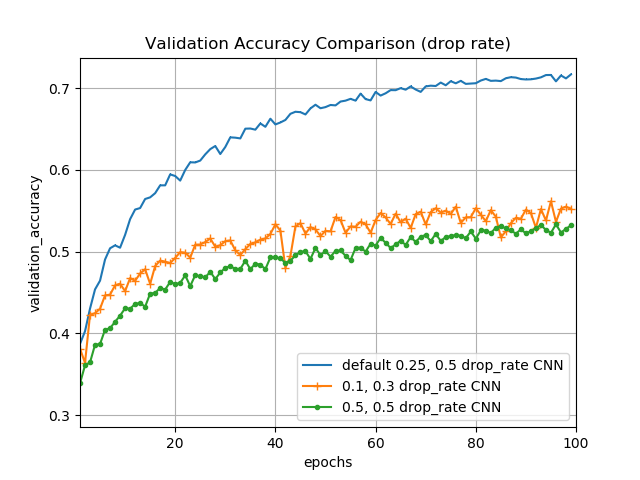 Validation Accuracy Comparison (drop rate)
validation_accuracy
0.7
0.6
0.5
0.4
0.3
default 0.25, 0.5 drop_rate CNN
0.1, 0.3 drop_rate CNN
0.5, 0.5 drop_rate CNN
20 40 60 80 100
epochs